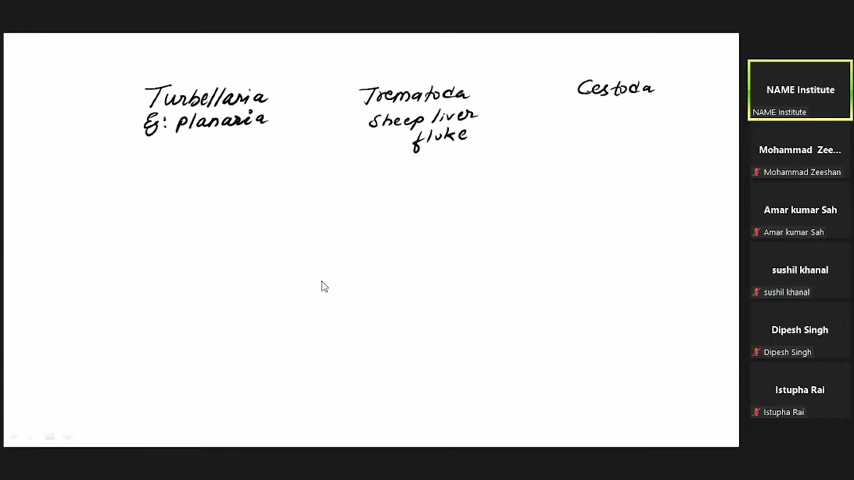 Turbellaria
Eg: planaria
Trematoda
sheep liver
fluke
Cestoda
NAME Institute
NAME Institute
Mohammad Zee...
Mohammad Zeeshan
Amar kumar Sah
Amar kumar Sah
sushil khanal
sushil khanal
Dipesh Singh
Dipesh Singh
Istupha Rai
Istupha Rai